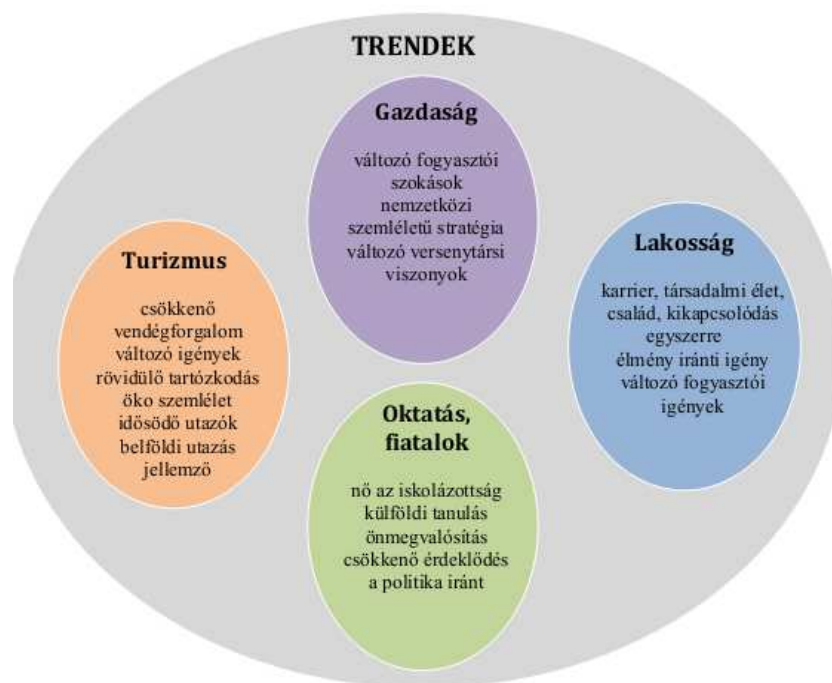 TRENDEK
Gazdaság
változó fogyasztói
szokások
nemzetközi
szemléletű stratégia
változó versenytársi
viszonyok
Turizmus
csökkenő
vendégforgalom
változó igények
rövidülő tartózkodás
öko szemlélet
idősödő utazók
belföldi utazás
jellemző
Lakosság
karrier, társadalmi élet,
család, kikapcsolódás
egyszerre
élmény iránti igény
változó fogyasztói
igények
Oktatás,
fiatalok
nő az iskolázottság
külföldi tanulás
önmegvalósítás
csökkenő érdeklődés
a politika iránt